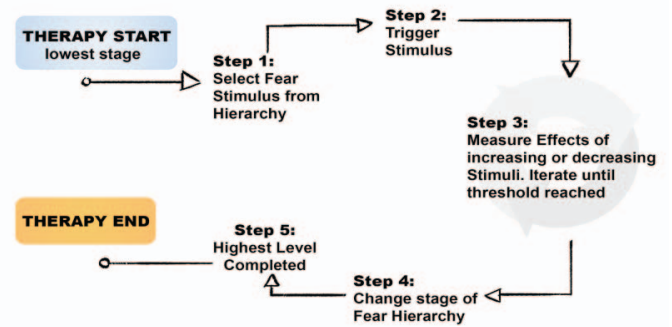 THERAPY START
lowest stage
Step 1:
Select Fear
Stimulus from
Hierarchy
Step 2:
Trigger
Stimulus
Step 3:
Measure Effects of
increasing or decreasing
Stimuli. Iterate until
threshold reached
Step 4:
Change stage of
Fear Hierarchy
Step 5:
Highest Level
Completed
THERAPY END